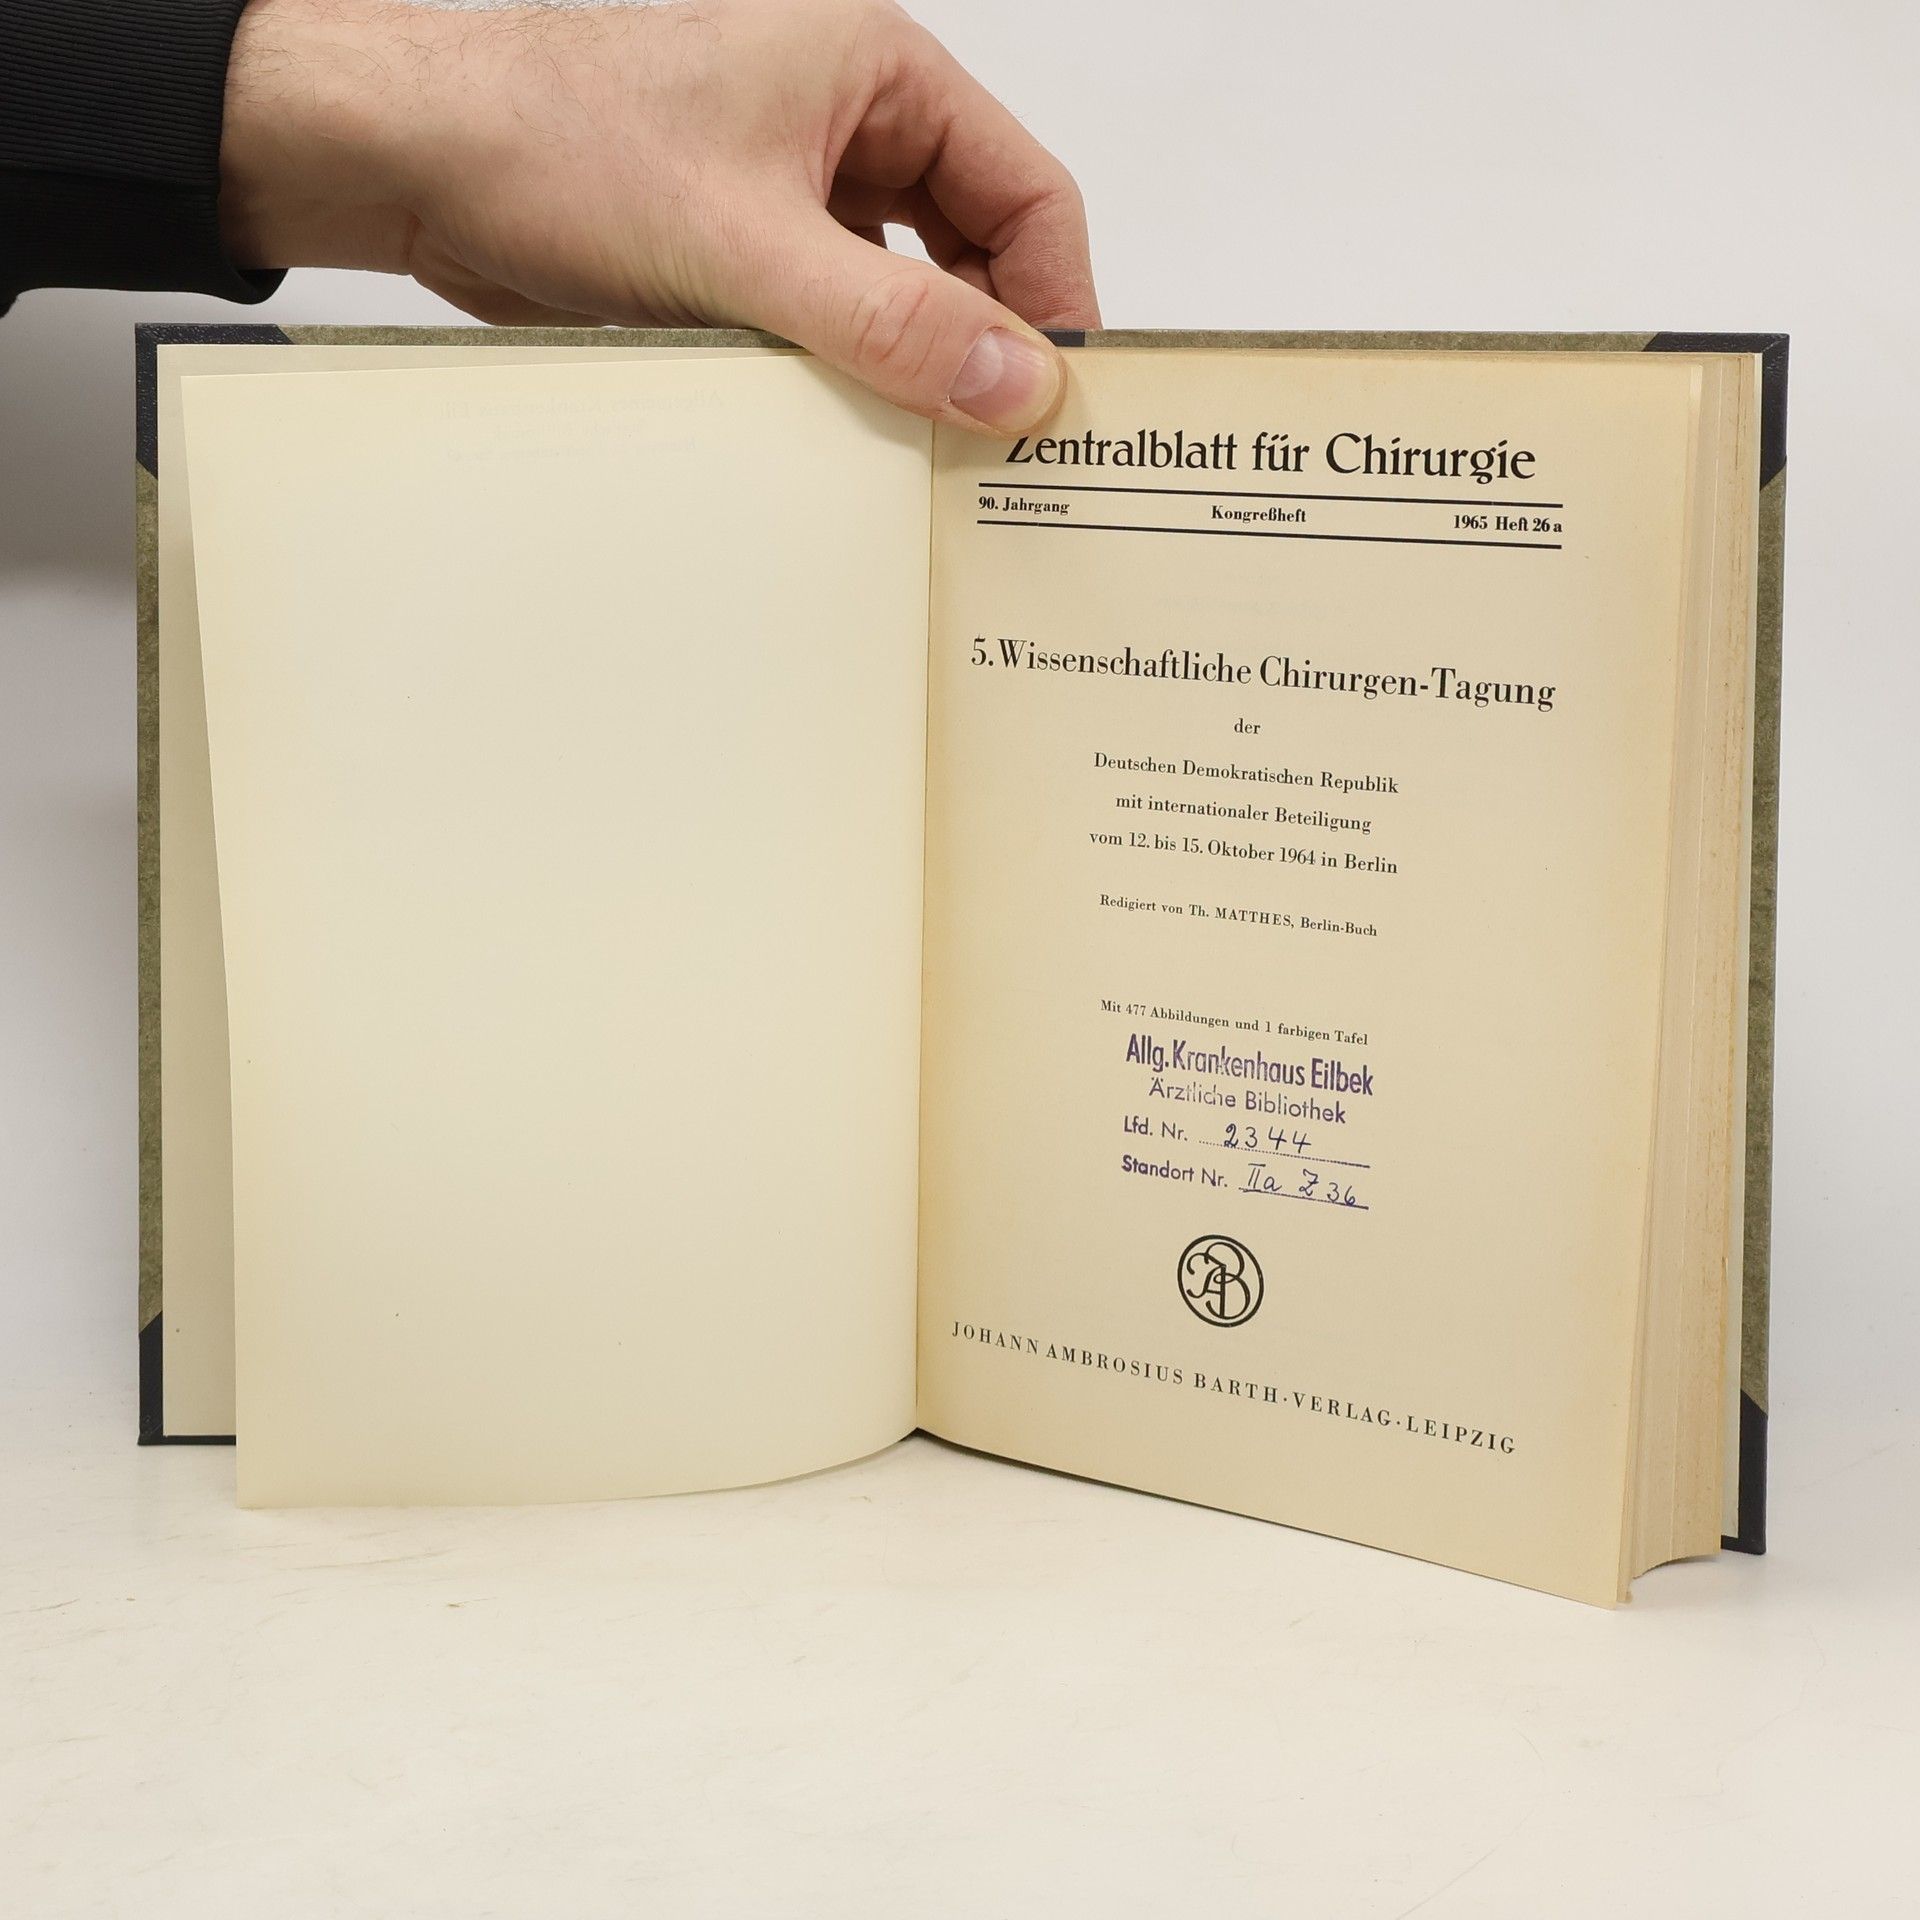 Zentralblatt für Chirurgie
90. Jahrgang Kongreßheft 1965 Heft 26a
5. Wissenschaftliche Chirurgen-Tagung
der
Deutschen Demokratischen Republik
mit internationaler Beteiligung
vom 12. bis 15. Oktober 1964 in Berlin
Redigiert von Th. MATTHES, Berlin-Buch
Mit 477 Abbildungen und 1 farbigen Tafel
Allg. Krankenhaus Eilbek
Ärztliche Bibliothek
Lfd. Nr. 2344
Standort Nr. IIa Z 36
JAB
JOHANN AMBROSIUS BARTH · VERLAG · LEIPZIG